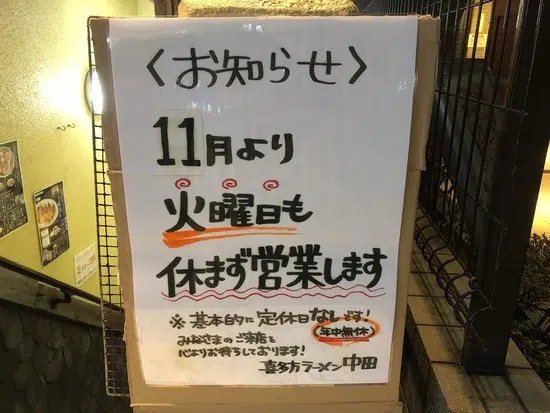 〈お知らせ〉
11月より
火曜日も
休まず営業します
※ 基本的に定休日なしです!
(年中無休)
みなさまのご来店を
心よりお待ちしております!
喜多方ラーメン 中田